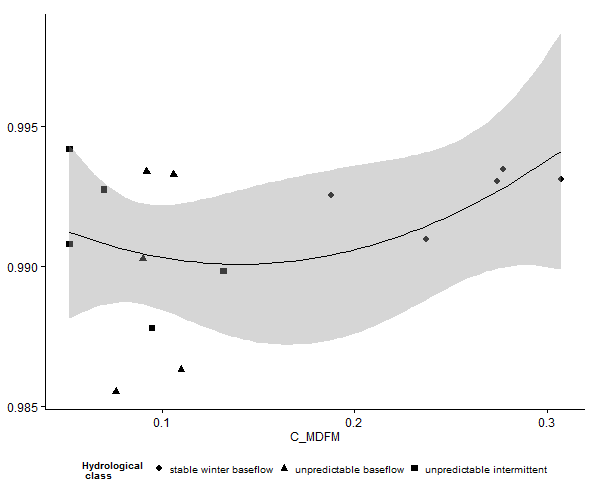 0.995
0.990
0.985
0.1 0.2 0.3
C_MDFM
Hydrological
class
stable winter baseflow unpredictable baseflow unpredictable intermittent